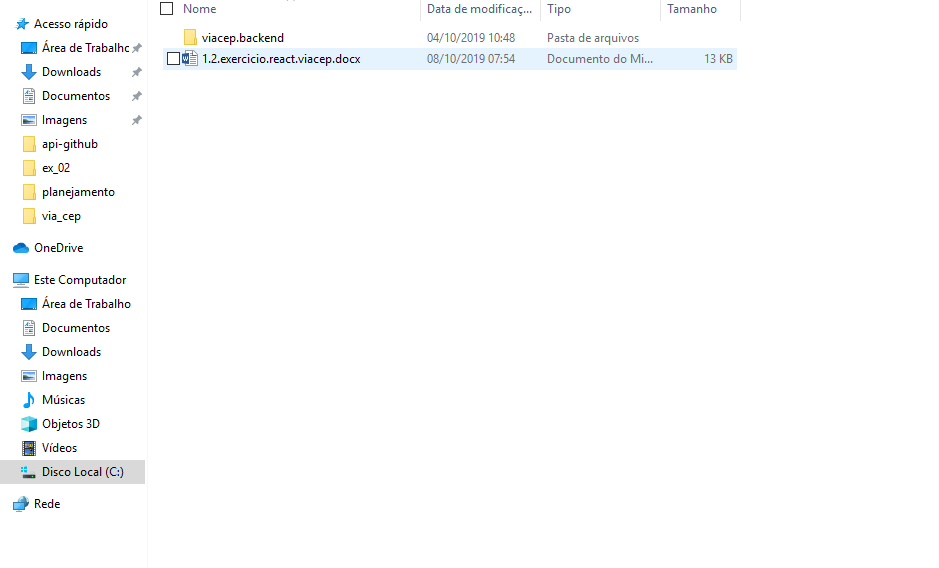 Nome Data de modificaç... Tipo Tamanho
viacep.backend 04/10/2019 10:48 Pasta de arquivos
1.2.exercicio.react.viacep.docx 08/10/2019 07:54 Documento do Mi... 13 KB
Acesso rápido
Área de Trabalhc
Downloads
Documentos
Imagens
api-github
ex_02
planejamento
via_cep
OneDrive
Este Computador
Área de Trabalho
Documentos
Downloads
Imagens
Músicas
Objetos 3D
Vídeos
Disco Local (C:)
Rede